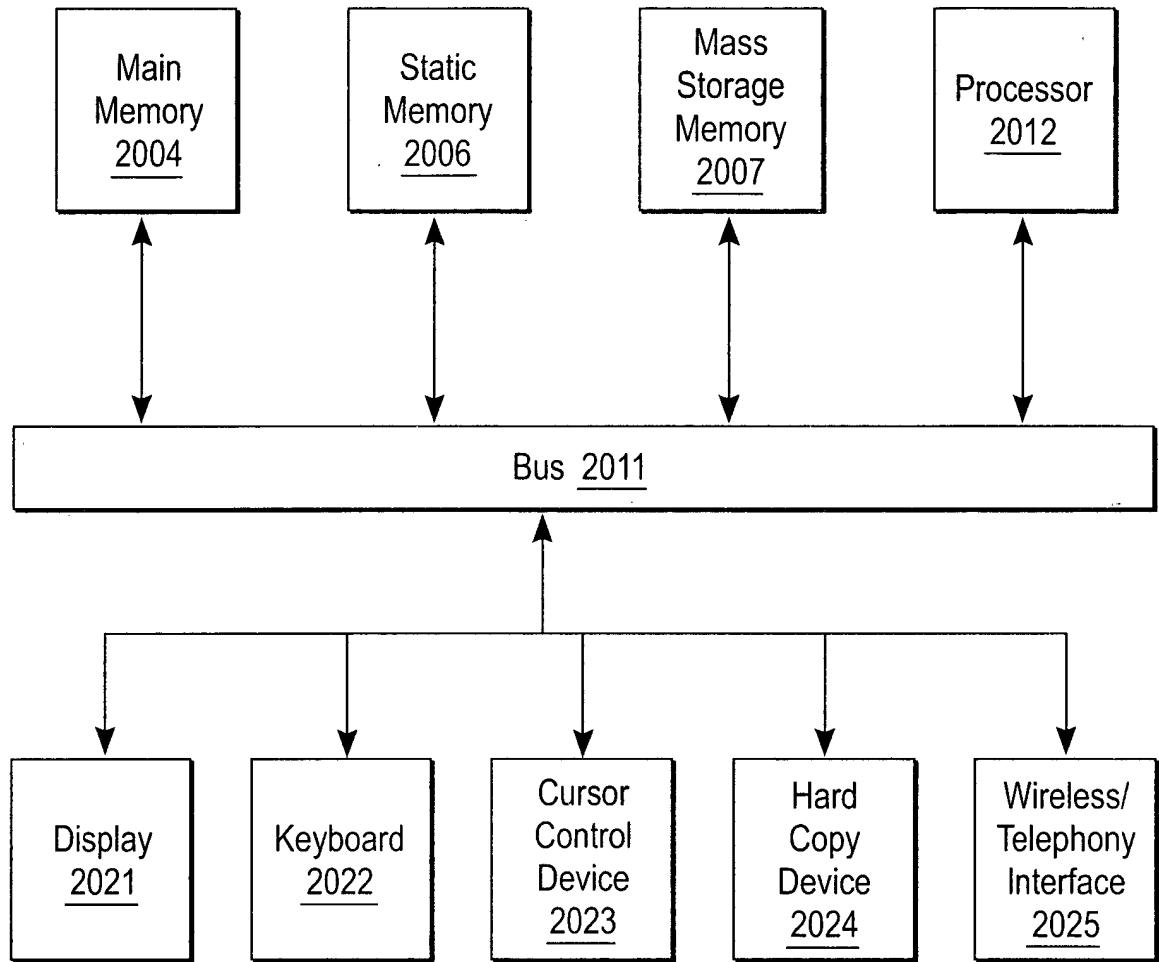 Main
Memory
2004
Static
Memory
2006
Mass
Storage
Memory
2007
Processor
2012
Bus 2011
Display
2021
Keyboard
2022
Cursor
Control
Device
2023
Hard
Copy
Device
2024
Wireless/
Telephony
Interface
2025